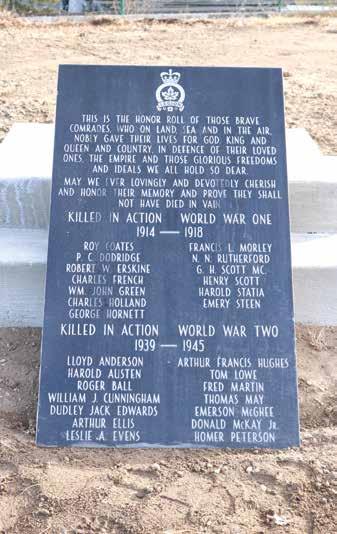 THIS IS THE HONOR ROLL OF THOSE BRAVE
COMRADES, WHO ON LAND, SEA AND IN THE AIR,
NOBLY GAVE THEIR LIVES FOR GOD KING AND
QUEEN AND COUNTRY, IN DEFENCE OF THEIR LOVED
ONES, THE EMPIRE AND THOSE GLORIOUS FREEDOMS
AND IDEALS WE ALL HOLD SO DEAR.
MAY WE EVER LOVINGLY AND DEVOTEDLY CHERISH
AND HONOR THEIR MEMORY AND PROVE THEY SHALL
NOT HAVE DIED IN VAIN
KILLED IN ACTION WORLD WAR ONE
1914 — 1918
ROY COATES
P. C. DODRIDGE
ROBERT W. ERSKINE
CHARLES FRENCH
WM. JOHN GREEN
CHARLES HOLLAND
GEORGE HORNETT
FRANCIS L. MORLEY
N. N. RUTHERFORD
G. H. SCOTT MC.
HENRY SCOTT
HAROLD STATIA
EMERY STEEN
KILLED IN ACTION WORLD WAR TWO
1939 — 1945
LLOYD ANDERSON
HAROLD AUSTEN
ROGER BALL
WILLIAM J. CUNNINGHAM
DUDLEY JACK EDWARDS
ARTHUR ELLIS
LESLIE A. EVENS
ARTHUR FRANCIS HUGHES
TOM LOWE
FRED MARTIN
THOMAS MAY
EMERSON McGHEE
DONALD McKAY Jr.
HOMER PETERSON